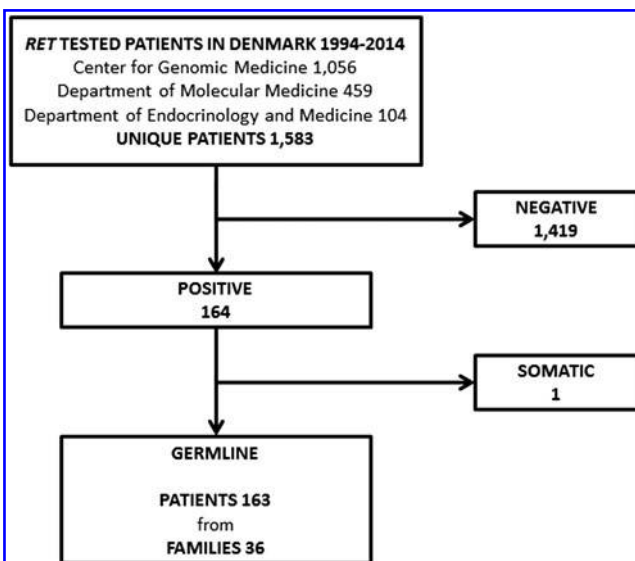 RET TESTED PATIENTS IN DENMARK 1994-2014
Center for Genomic Medicine 1,056
Department of Molecular Medicine 459
Department of Endocrinology and Medicine 104
UNIQUE PATIENTS 1,583
NEGATIVE
1,419
POSITIVE
164
SOMATIC
1
GERMLINE
PATIENTS 163
from
FAMILIES 36